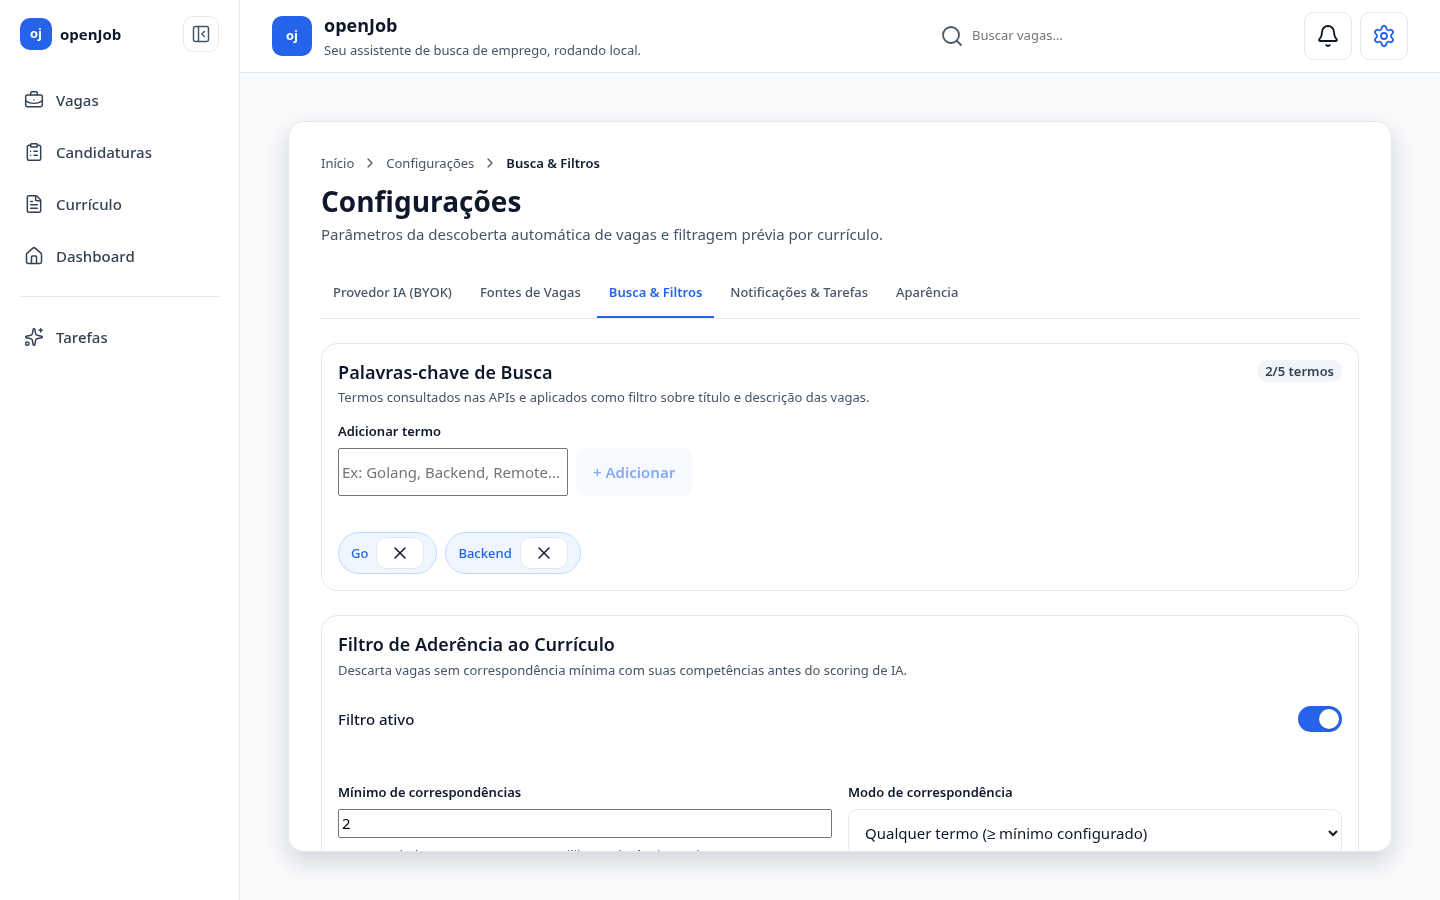 oj openJob
Vagas
Candidaturas
Currículo
Dashboard
Tarefas
oj openJob
Seu assistente de busca de emprego, rodando local.
Buscar vagas...
Início > Configurações > Busca & Filtros
Configurações
Parâmetros da descoberta automática de vagas e filtragem prévia por currículo.
Provedor IA (BYOK) Fontes de Vagas Busca & Filtros Notificações & Tarefas Aparência
Palavras-chave de Busca 2/5 termos
Termos consultados nas APIs e aplicados como filtro sobre título e descrição das vagas.
Adicionar termo
Ex: Golang, Backend, Remote... + Adicionar
Go Backend
Filtro de Aderência ao Currículo
Descarta vagas sem correspondência mínima com suas competências antes do scoring de IA.
Filtro ativo
Mínimo de correspondências Modo de correspondência
2 Qualquer termo (≥ mínimo configurado)